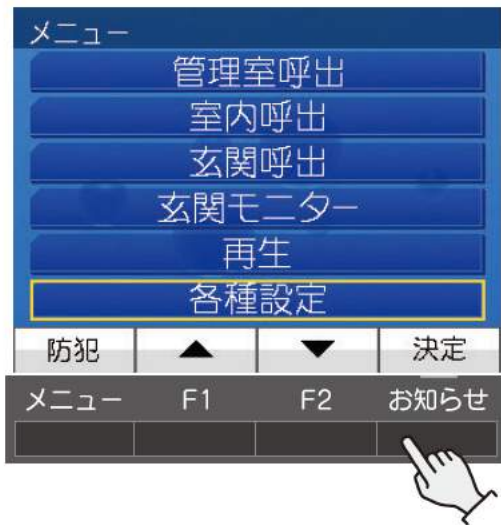 メニュー
管理室呼出
室内呼出
玄関呼出
玄関モニター
再生
各種設定
防犯 ▲ ▼ 決定
メニュー F1 F2 お知らせ